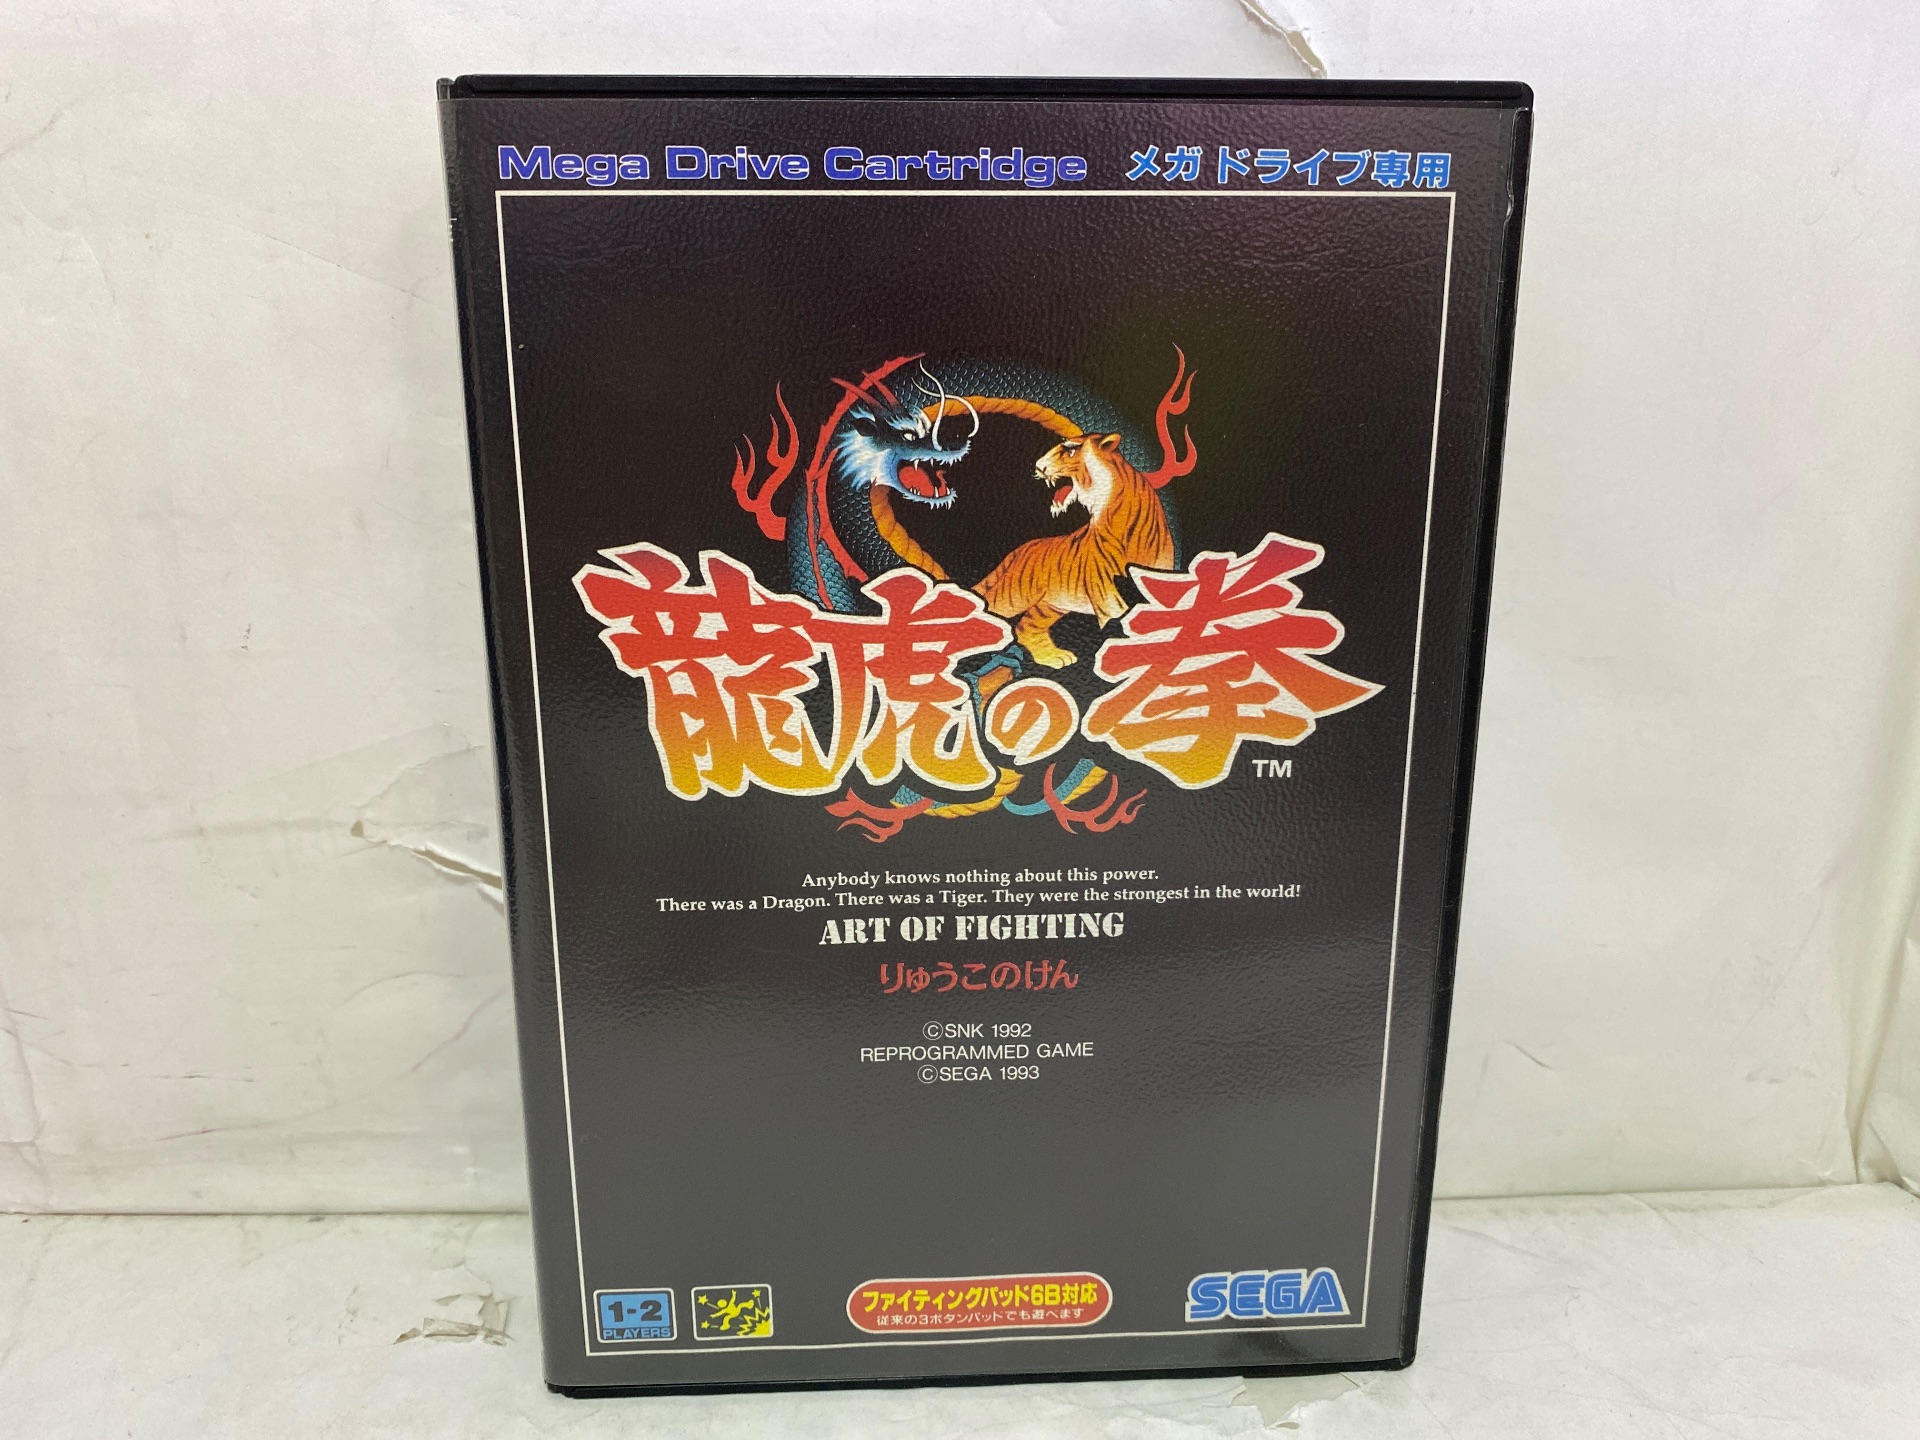 Mega Drive Cartridge メガドライブ専用
龍虎の拳
TM
Anybody knows nothing about this power.
There was a Dragon. There was a Tiger. They were the strongest in the world!
ART OF FIGHTING
りゅうこのけん
©SNK 1992
REPROGRAMMED GAME
©SEGA 1993
1-2
PLAYERS
ファイティングパッド6B対応
従来の3ボタンパッドでも遊べます
SEGA